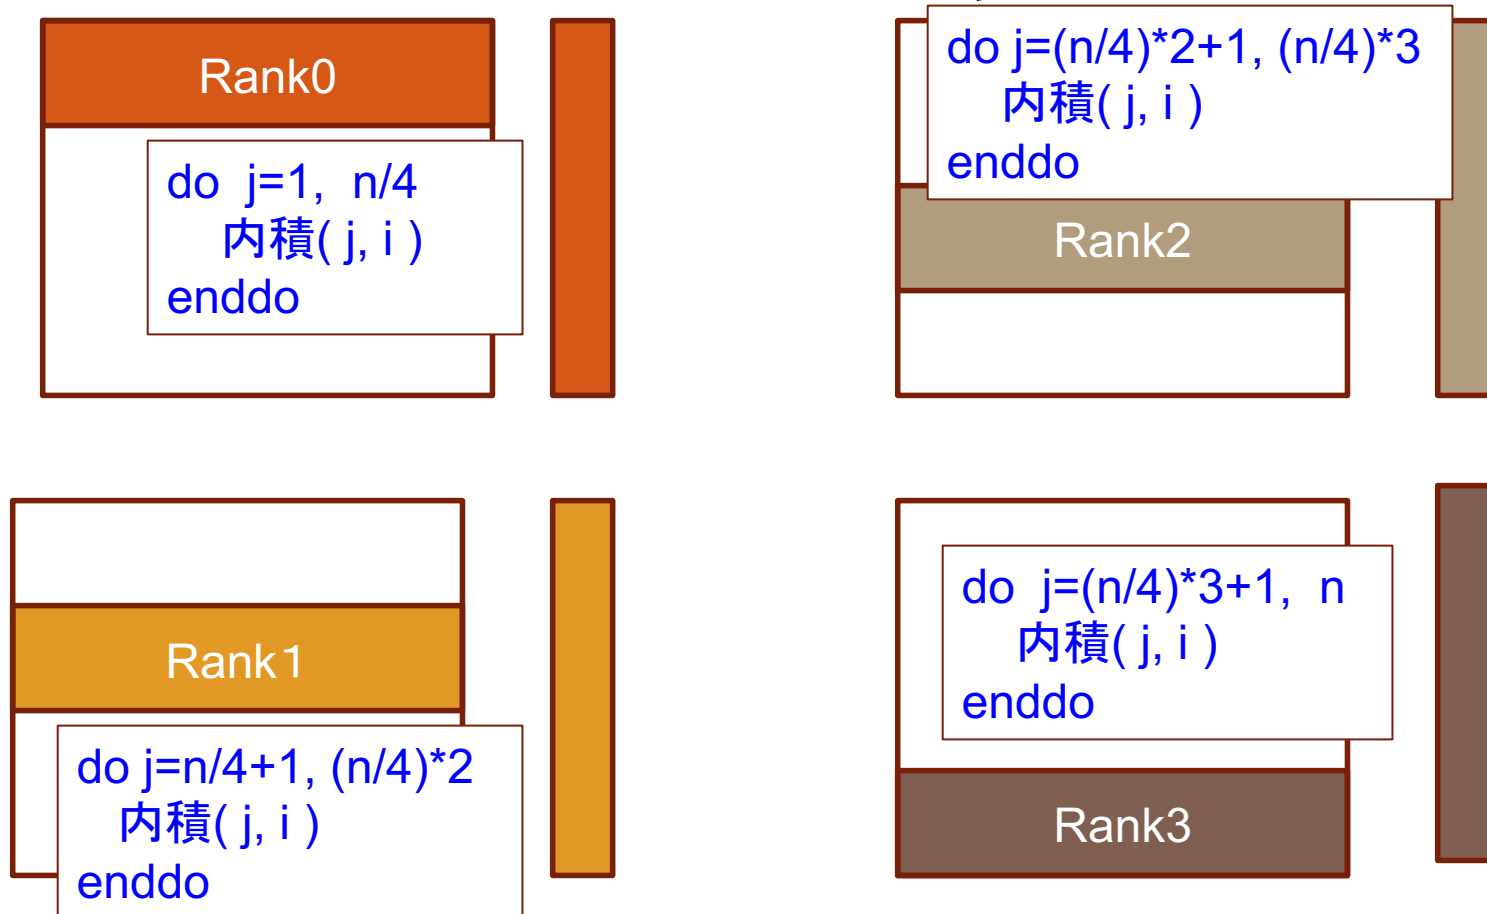 Rank0
do j=1, n/4
内積( j, i )
enddo
do j=(n/4)*2+1, (n/4)*3
内積( j, i )
enddo
Rank2
Rank１
do j=n/4+1, (n/4)*2
内積( j, i )
enddo
do j=(n/4)*3+1, n
内積( j, i )
enddo
Rank3